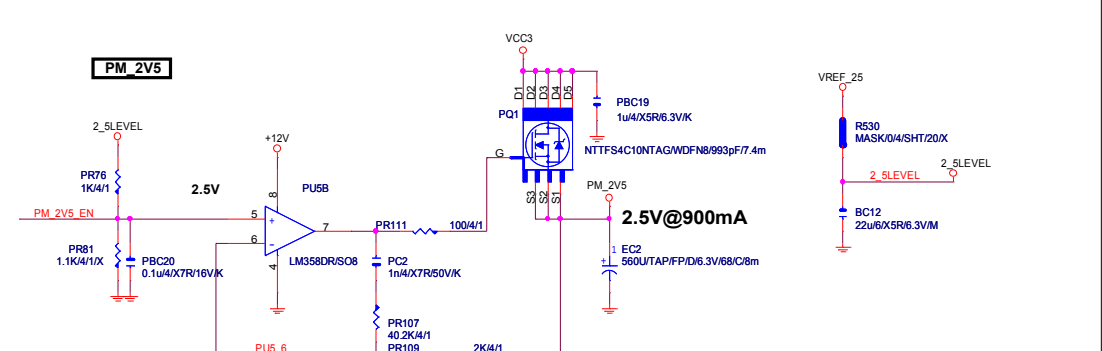 PM_2V5
VCC3
D1
D2
D3
D4
D5
PQ1
PBC19
1u/4/X5R/6.3V/K
G
NTTFS4C10NTAG/WDFN8/993pF/7.4m
S3
S2
S1
2_5LEVEL
PR76
1K/4/1
2.5V
+12V
PU5B
8
PM_2V5_EN
5
+
6
-
7
4
LM358DR/SO8
PR81
1.1K/4/1/X
PBC20
0.1u/4/X7R/16V/K
PR111
100/4/1
PC2
1n/4/X7R/50V/K
PR107
40.2K/4/1
PR109
2K/4/1
PU5_6
PM_2V5
2.5V@900mA
1
+
EC2
560U/TAP/FP/D/6.3V/68/C/8m
VREF_25
R530
MASK/0/4/SHT/20/X
2_5LEVEL
2_5LEVEL
BC12
22u/6/X5R/6.3V/M